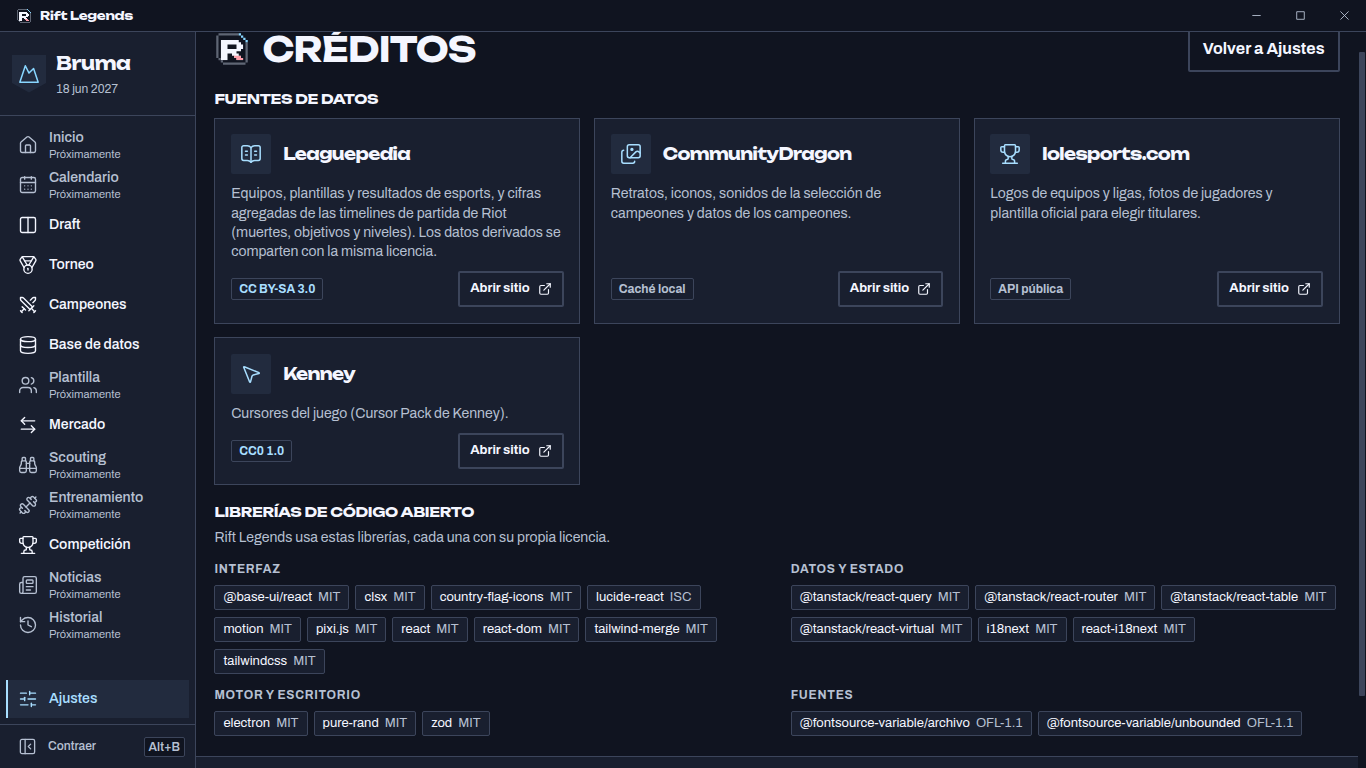 Rift Legends
Bruma
18 jun 2027
Inicio
Próximamente
Calendario
Próximamente
Draft
Torneo
Campeones
Base de datos
Plantilla
Próximamente
Mercado
Scouting
Próximamente
Entrenamiento
Próximamente
Competición
Noticias
Próximamente
Historial
Próximamente
Ajustes
Contraer Alt+B
CRÉDITOS
Volver a Ajustes
FUENTES DE DATOS
Leaguepedia
Equipos, plantillas y resultados de esports, y cifras
agregadas de las timelines de partida de Riot
(muertes, objetivos y niveles). Los datos derivados se
comparten con la misma licencia.
CC BY-SA 3.0 Abrir sitio
CommunityDragon
Retratos, iconos, sonidos de la selección de
campeones y datos de los campeones.
Caché local Abrir sitio
lolesports.com
Logos de equipos y ligas, fotos de jugadores y
plantilla oficial para elegir titulares.
API pública Abrir sitio
Kenney
Cursores del juego (Cursor Pack de Kenney).
CC0 1.0 Abrir sitio
LIBRERÍAS DE CÓDIGO ABIERTO
Rift Legends usa estas librerías, cada una con su propia licencia.
INTERFAZ
@base-ui/react MIT clsx MIT country-flag-icons MIT lucide-react ISC
motion MIT pixi.js MIT react MIT react-dom MIT tailwind-merge MIT
tailwindcss MIT
DATOS Y ESTADO
@tanstack/react-query MIT @tanstack/react-router MIT @tanstack/react-table MIT
@tanstack/react-virtual MIT i18next MIT react-i18next MIT
MOTOR Y ESCRITORIO
electron MIT pure-rand MIT zod MIT
FUENTES
@fontsource-variable/archivo OFL-1.1 @fontsource-variable/unbounded OFL-1.1